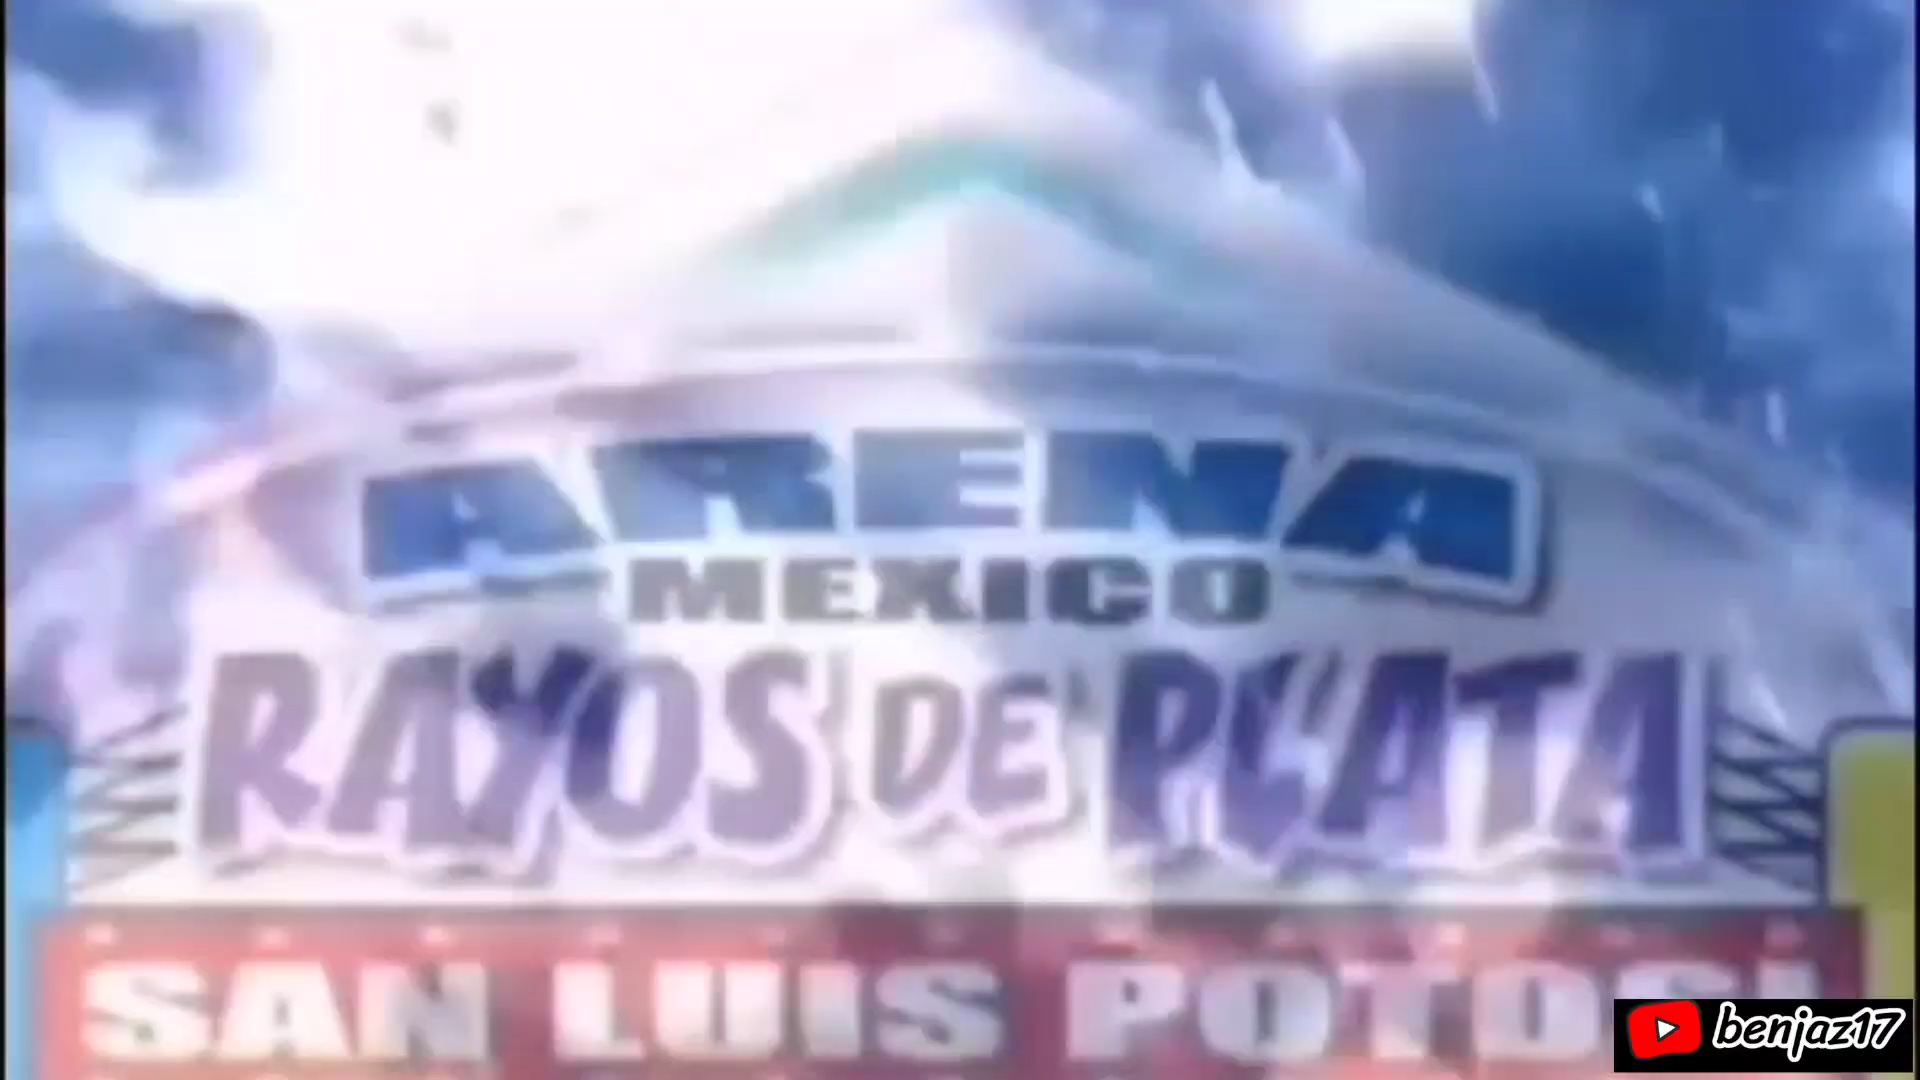 ARENA
MEXICO
RAYOS DE PLATA
SAN LUIS POTOSI
benjaz17